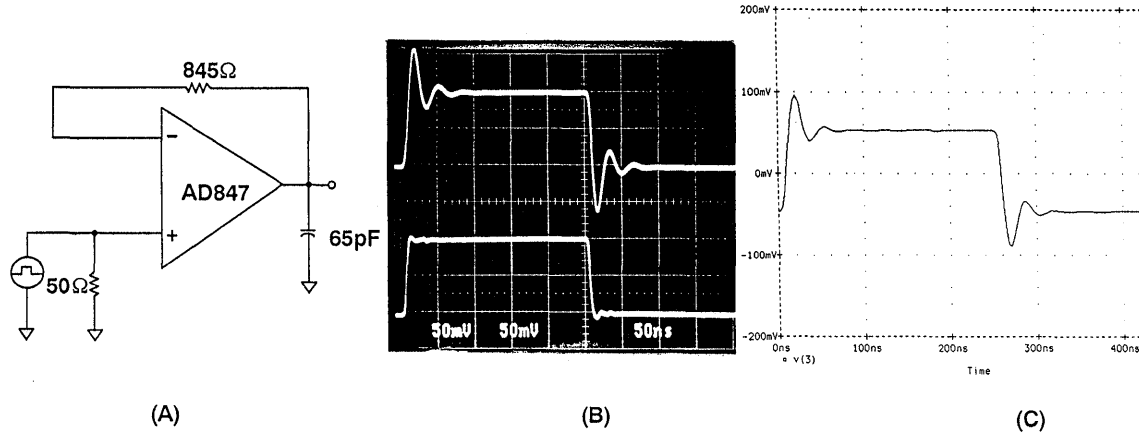 845Ω
−
AD847
+
65pF
50Ω
(A)
50mV 50mV 50ns
(B)
200mV
100mV
0mV
-100mV
-200mV
0ns 100ns 200ns 300ns 400ns
▫ v(3)
Time
(C)